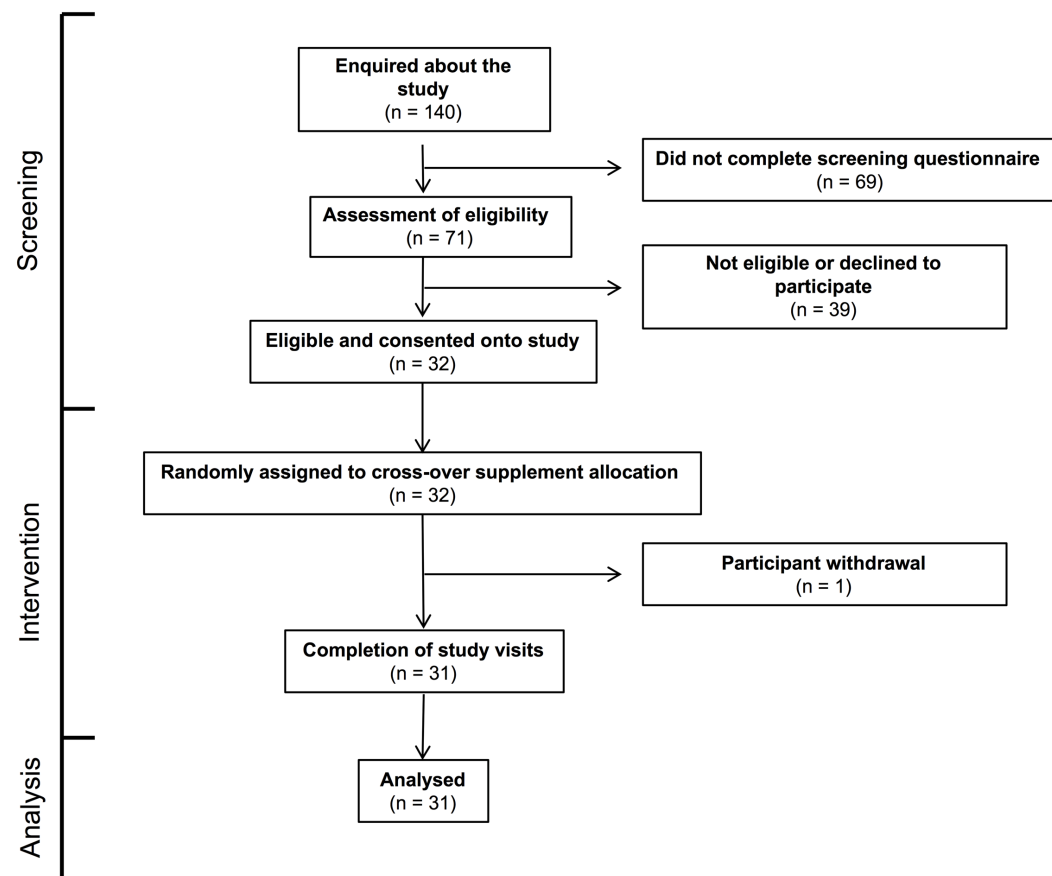 Screening
Enquired about the
study
(n = 140)
Did not complete screening questionnaire
(n = 69)
Assessment of eligibility
(n = 71)
Not eligible or declined to
participate
(n = 39)
Eligible and consented onto study
(n = 32)
Intervention
Randomly assigned to cross-over supplement allocation
(n = 32)
Participant withdrawal
(n = 1)
Completion of study visits
(n = 31)
Analysis
Analysed
(n = 31)